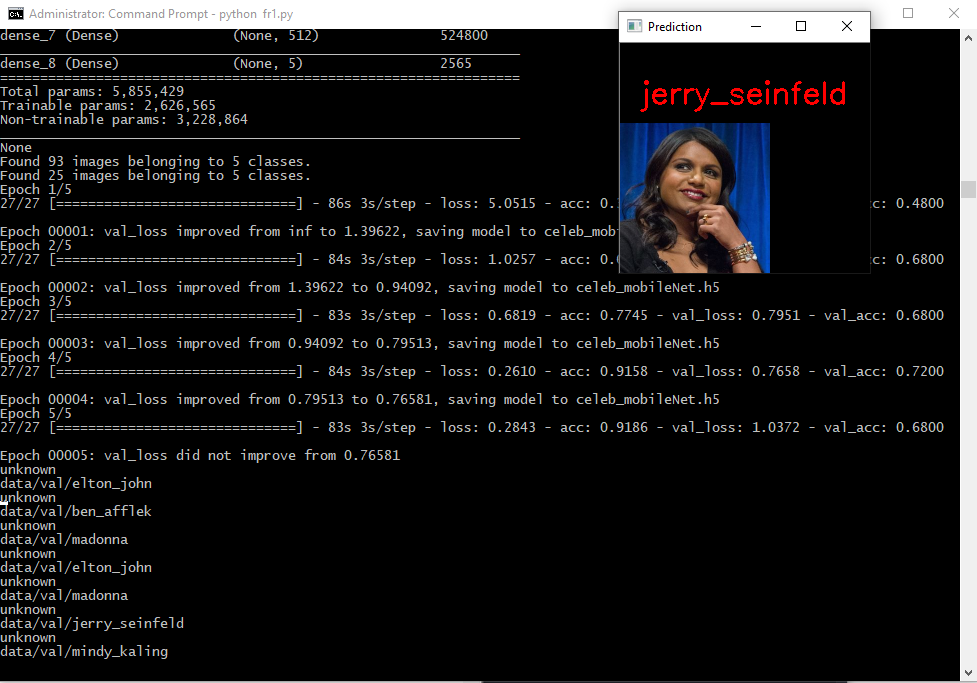 Administrator: Command Prompt - python fr1.py
Prediction
jerry_seinfeld
dense_7 (Dense) (None, 512) 524800
dense_8 (Dense) (None, 5) 2565
=================================================================
Total params: 5,855,429
Trainable params: 2,626,565
Non-trainable params: 3,228,864
None
Found 93 images belonging to 5 classes.
Found 25 images belonging to 5 classes.
Epoch 1/5
27/27 [==============================] - 86s 3s/step - loss: 5.0515 - acc: 0. c: 0.4800
Epoch 00001: val_loss improved from inf to 1.39622, saving model to celeb_mob
Epoch 2/5
27/27 [==============================] - 84s 3s/step - loss: 1.0257 - acc: 0. c: 0.6800
Epoch 00002: val_loss improved from 1.39622 to 0.94092, saving model to celeb_mobileNet.h5
Epoch 3/5
27/27 [==============================] - 83s 3s/step - loss: 0.6819 - acc: 0.7745 - val_loss: 0.7951 - val_acc: 0.6800
Epoch 00003: val_loss improved from 0.94092 to 0.79513, saving model to celeb_mobileNet.h5
Epoch 4/5
27/27 [==============================] - 84s 3s/step - loss: 0.2610 - acc: 0.9158 - val_loss: 0.7658 - val_acc: 0.7200
Epoch 00004: val_loss improved from 0.79513 to 0.76581, saving model to celeb_mobileNet.h5
Epoch 5/5
27/27 [==============================] - 83s 3s/step - loss: 0.2843 - acc: 0.9186 - val_loss: 1.0372 - val_acc: 0.6800
Epoch 00005: val_loss did not improve from 0.76581
unknown
data/val/elton_john
unknown
data/val/ben_afflek
unknown
data/val/madonna
unknown
data/val/elton_john
unknown
data/val/madonna
unknown
data/val/jerry_seinfeld
unknown
data/val/mindy_kaling